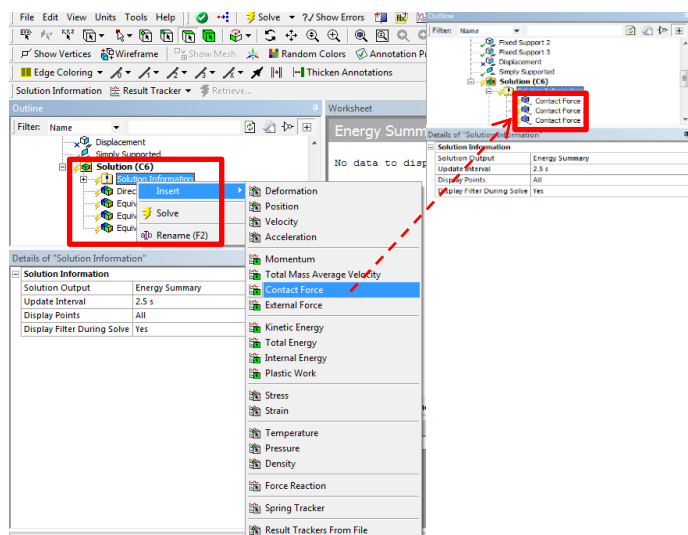 File Edit View Units Tools Help Solve ?/ Show Errors
Show Vertices Wireframe Show Mesh Random Colors Annotation Pr
Edge Coloring Thicken Annotations
Solution Information Result Tracker Retrieve...
Outline
Filter: Name
Displacement
Simply Supported
Solution (C6)
Solution Information
Direc
Equiv
Equiv
Equiv
Insert
Solve
Rename (F2)
Worksheet
Energy Summ
No data to disp
Details of "Solution Information"
Solution Information
Solution Output Energy Summary
Update Interval 2.5 s
Display Points All
Display Filter During Solve Yes
Deformation
Position
Velocity
Acceleration
Momentum
Total Mass Average Velocity
Contact Force
External Force
Kinetic Energy
Total Energy
Internal Energy
Plastic Work
Stress
Strain
Temperature
Pressure
Density
Force Reaction
Spring Tracker
Result Trackers From File
Outline
Filter: Name
Fixed Support 2
Fixed Support 3
Displacement
Simply Supported
Solution (C6)
Contact Force
Contact Force
Contact Force
Details of "Solution Information"
Solution Information
Solution Output Energy Summary
Update Interval 2.5 s
Display Points All
Display Filter During Solve Yes